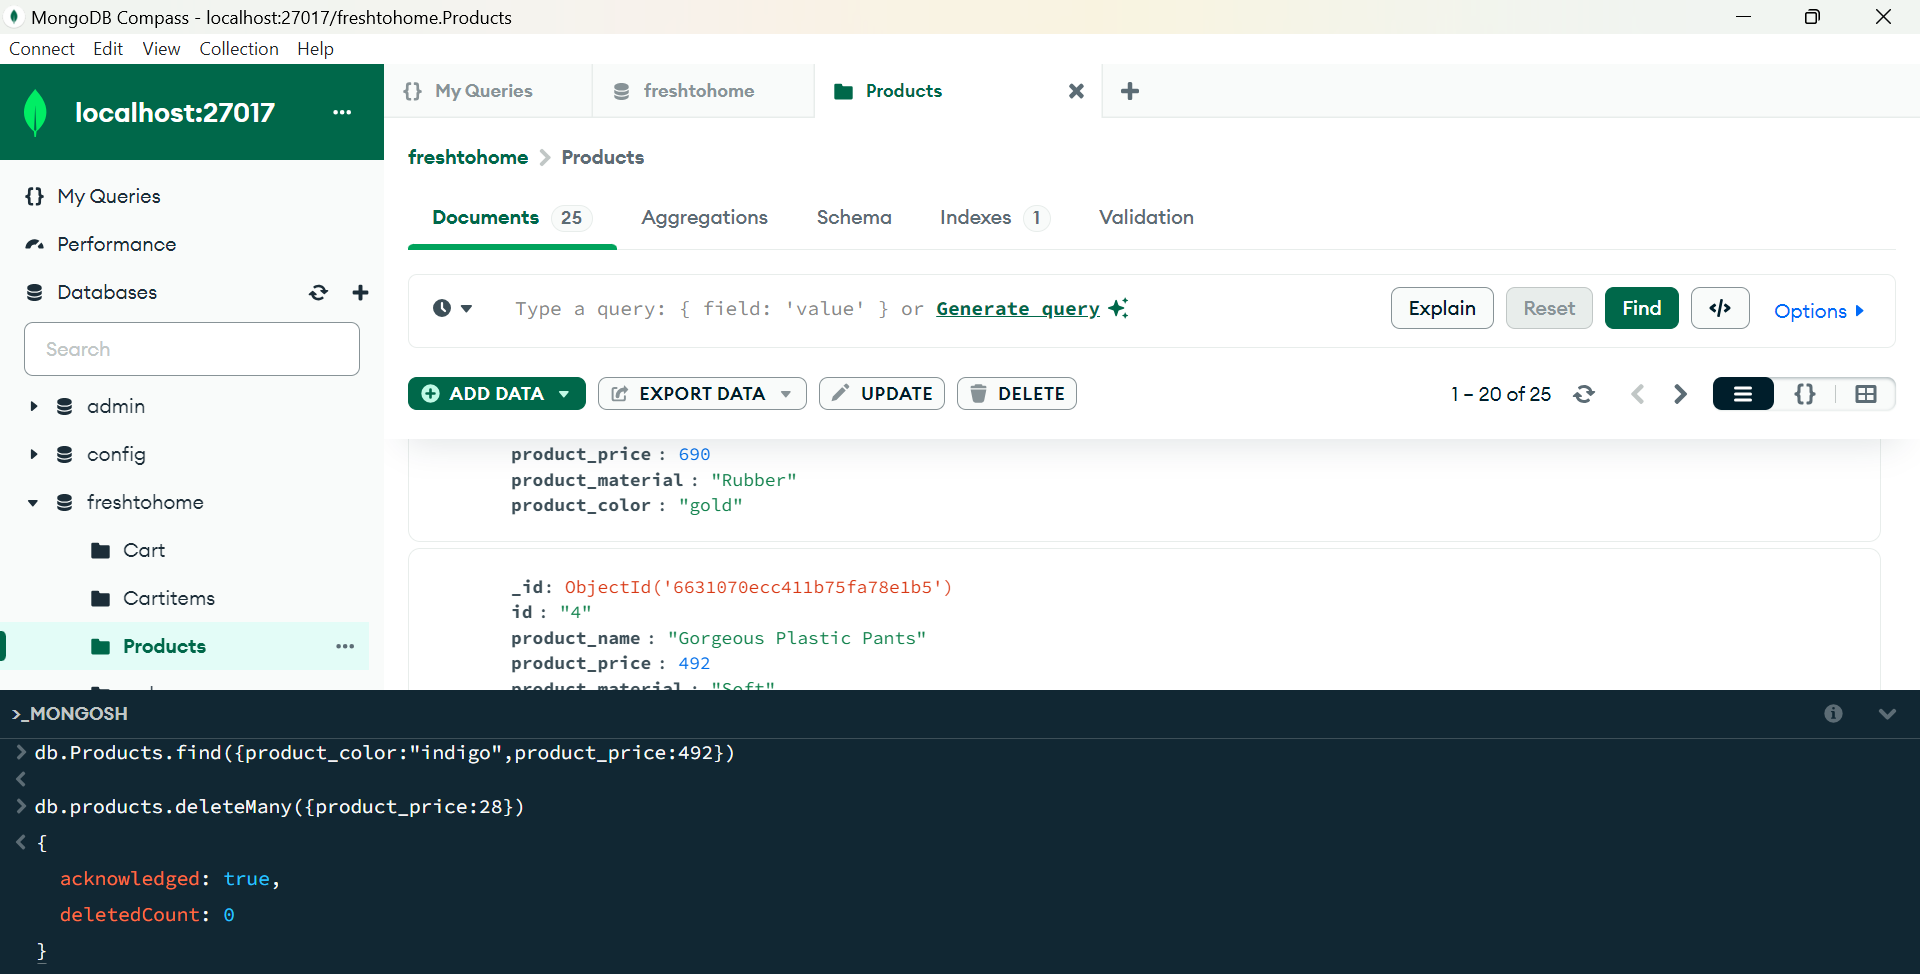 MongoDB Compass - localhost:27017/freshtohome.Products
Connect Edit View Collection Help
localhost:27017 ...
{} My Queries
freshtohome
Products
My Queries
Performance
Databases
Search
admin
config
freshtohome
Cart
Cartitems
Products ...
freshtohome > Products
Documents 25 Aggregations Schema Indexes 1 Validation
Type a query: { field: 'value' } or Generate query
Explain Reset Find </> Options
ADD DATA EXPORT DATA UPDATE DELETE
1 – 20 of 25
{}
product_price : 690
product_material : "Rubber"
product_color : "gold"
_id: ObjectId('6631070ecc411b75fa78e1b5')
id : "4"
product_name : "Gorgeous Plastic Pants"
product_price : 492
product_material : "Soft"
>_MONGOSH
> db.Products.find({product_color:"indigo",product_price:492})
<
> db.products.deleteMany({product_price:28})
< {
acknowledged: true,
deletedCount: 0
}